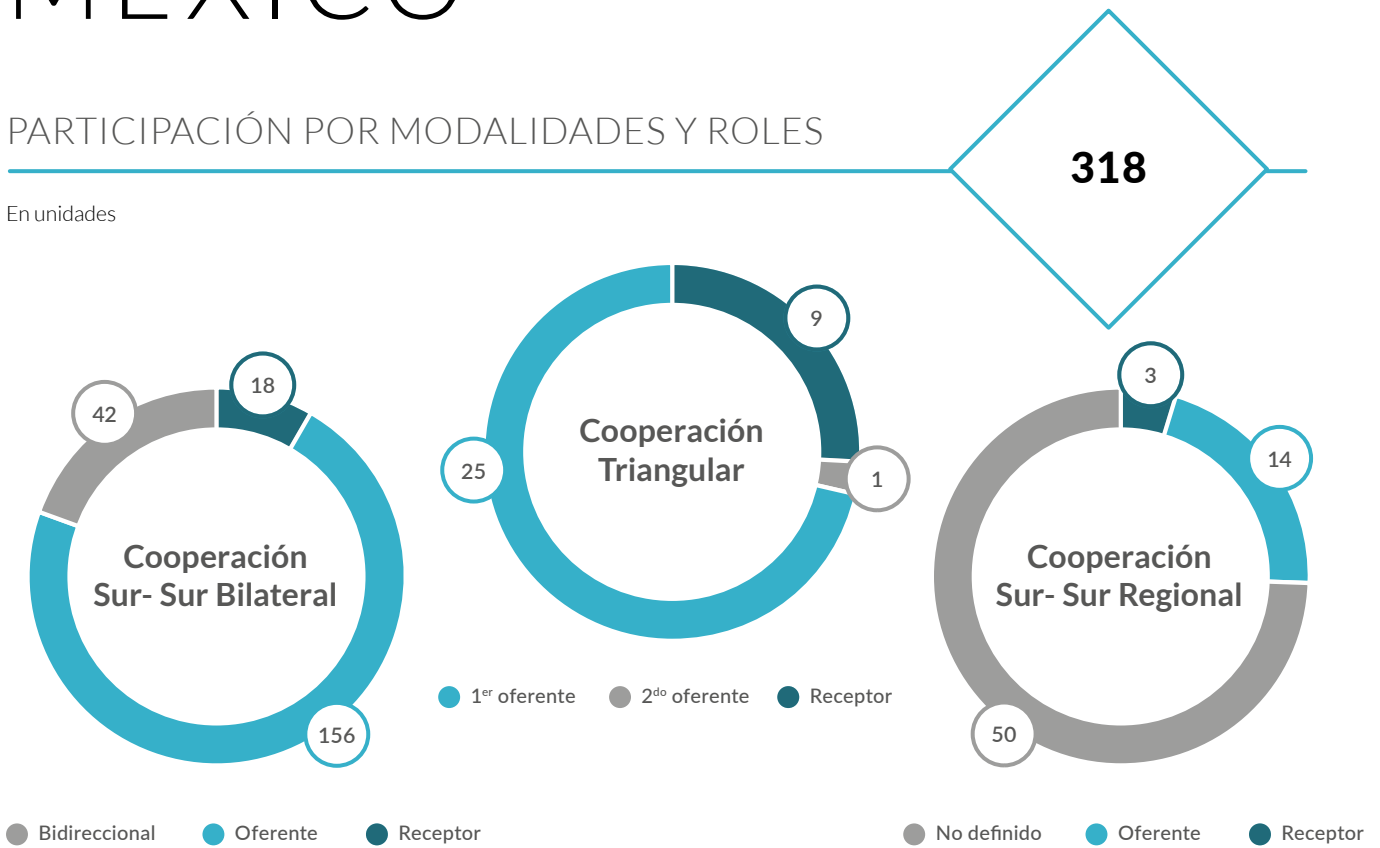 MÉXICO
PARTICIPACIÓN POR MODALIDADES Y ROLES
318
En unidades
9
Cooperación
Triangular
25
1
1er oferente
2do oferente
Receptor
18
42
Cooperación
Sur- Sur Bilateral
156
Bidireccional
Oferente
Receptor
3
14
Cooperación
Sur- Sur Regional
50
No definido
Oferente
Receptor